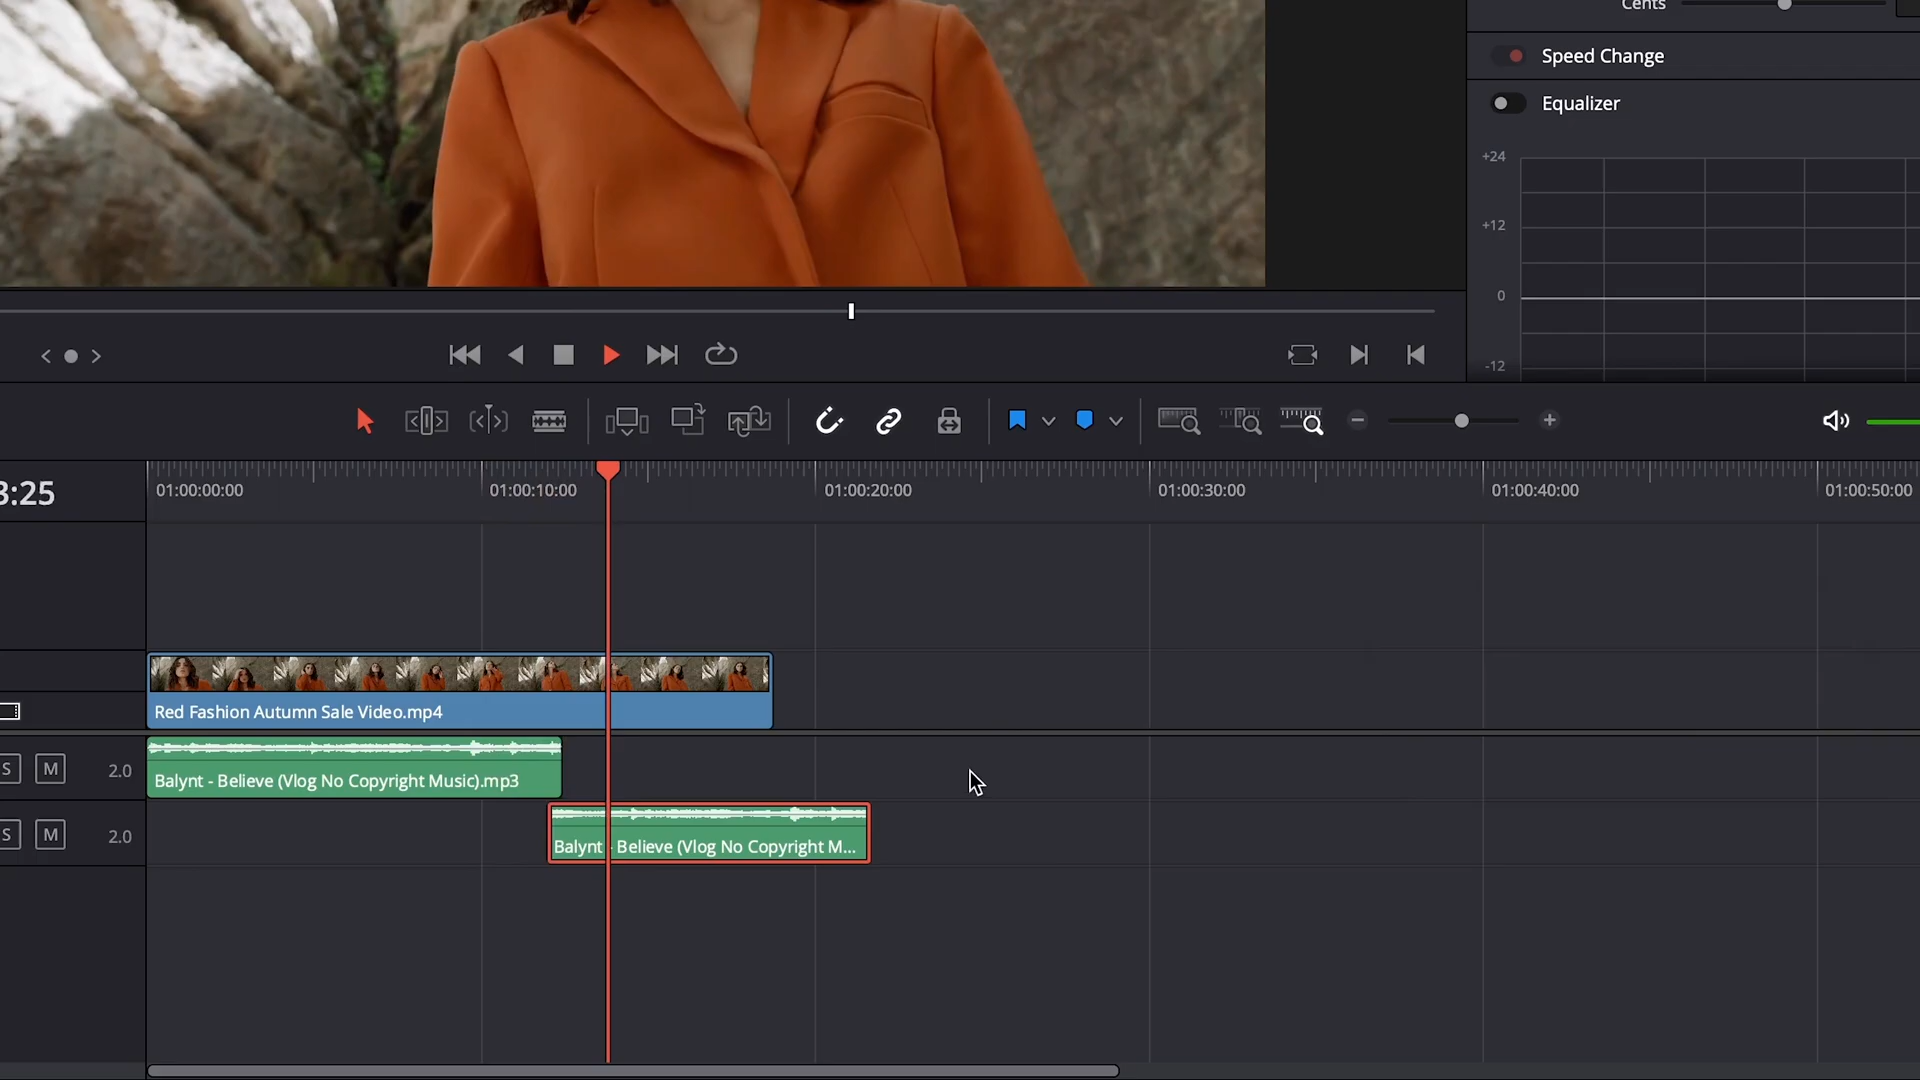 Cents
Speed Change
Equalizer
+24
+12
0
-12
3:25
01:00:00:00
01:00:10:00
01:00:20:00
01:00:30:00
01:00:40:00
01:00:50:00
Red Fashion Autumn Sale Video.mp4
S M 2.0
Balynt - Believe (Vlog No Copyright Music).mp3
S M 2.0
Balynt - Believe (Vlog No Copyright M...